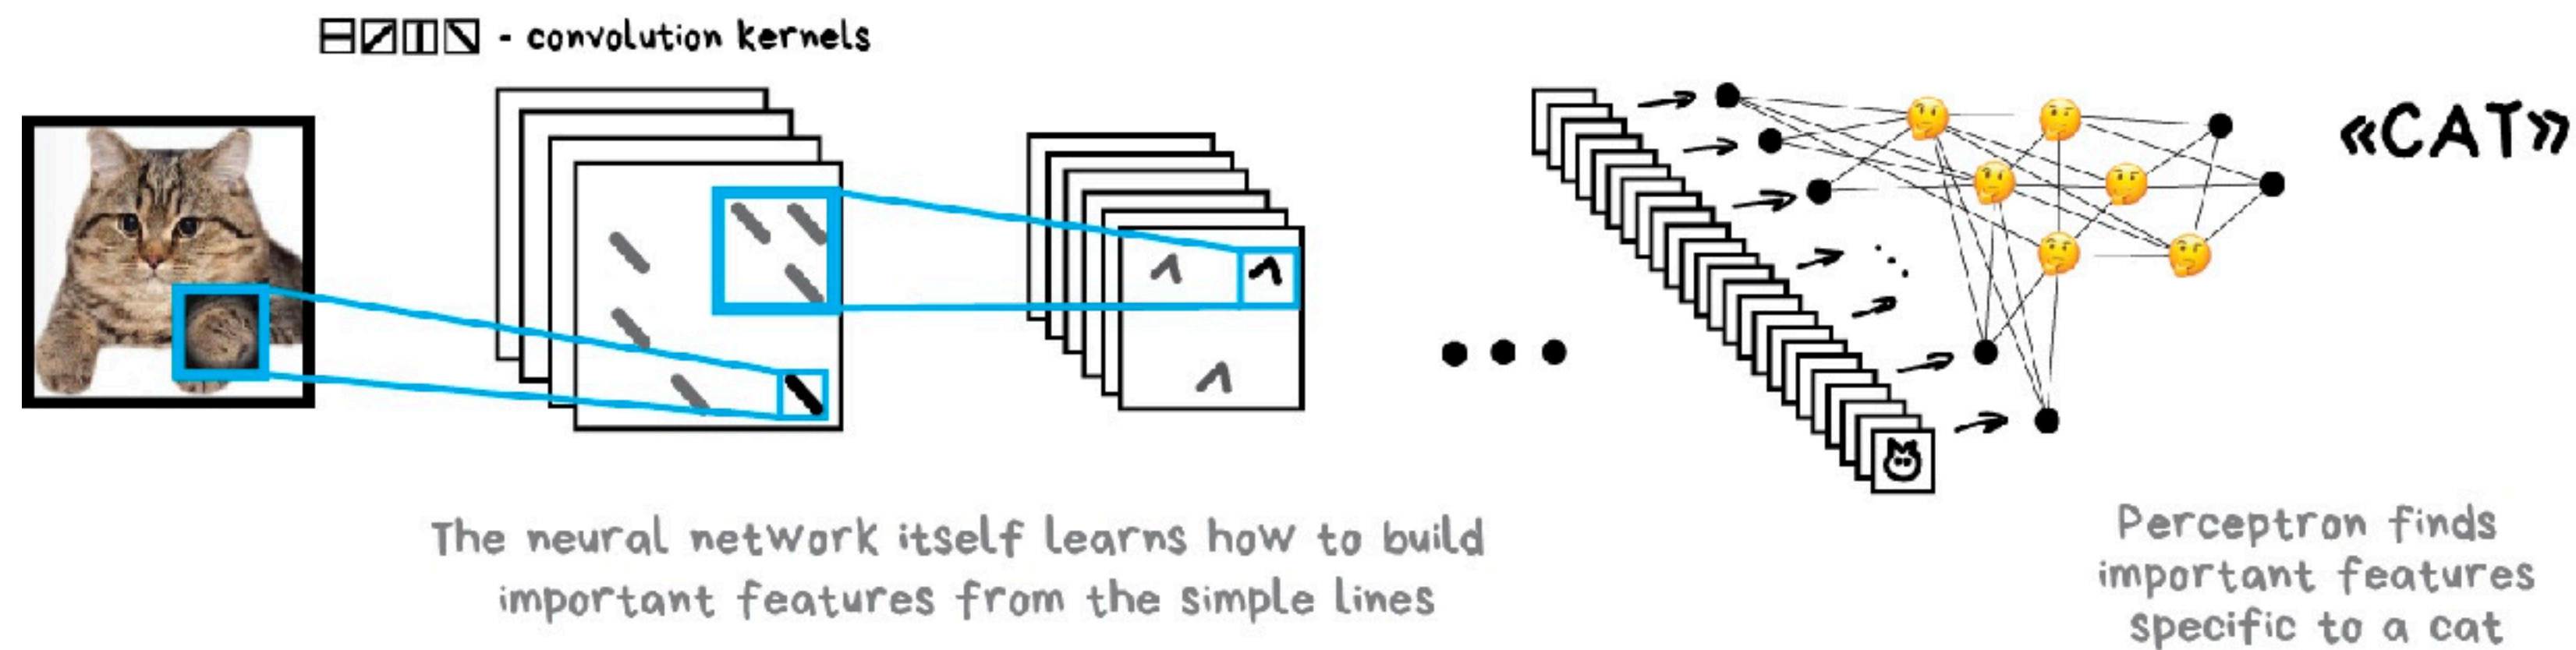 - convolution kernels
«CAT»
The neural network itself learns how to build
important features from the simple lines
Perceptron finds
important features
specific to a cat